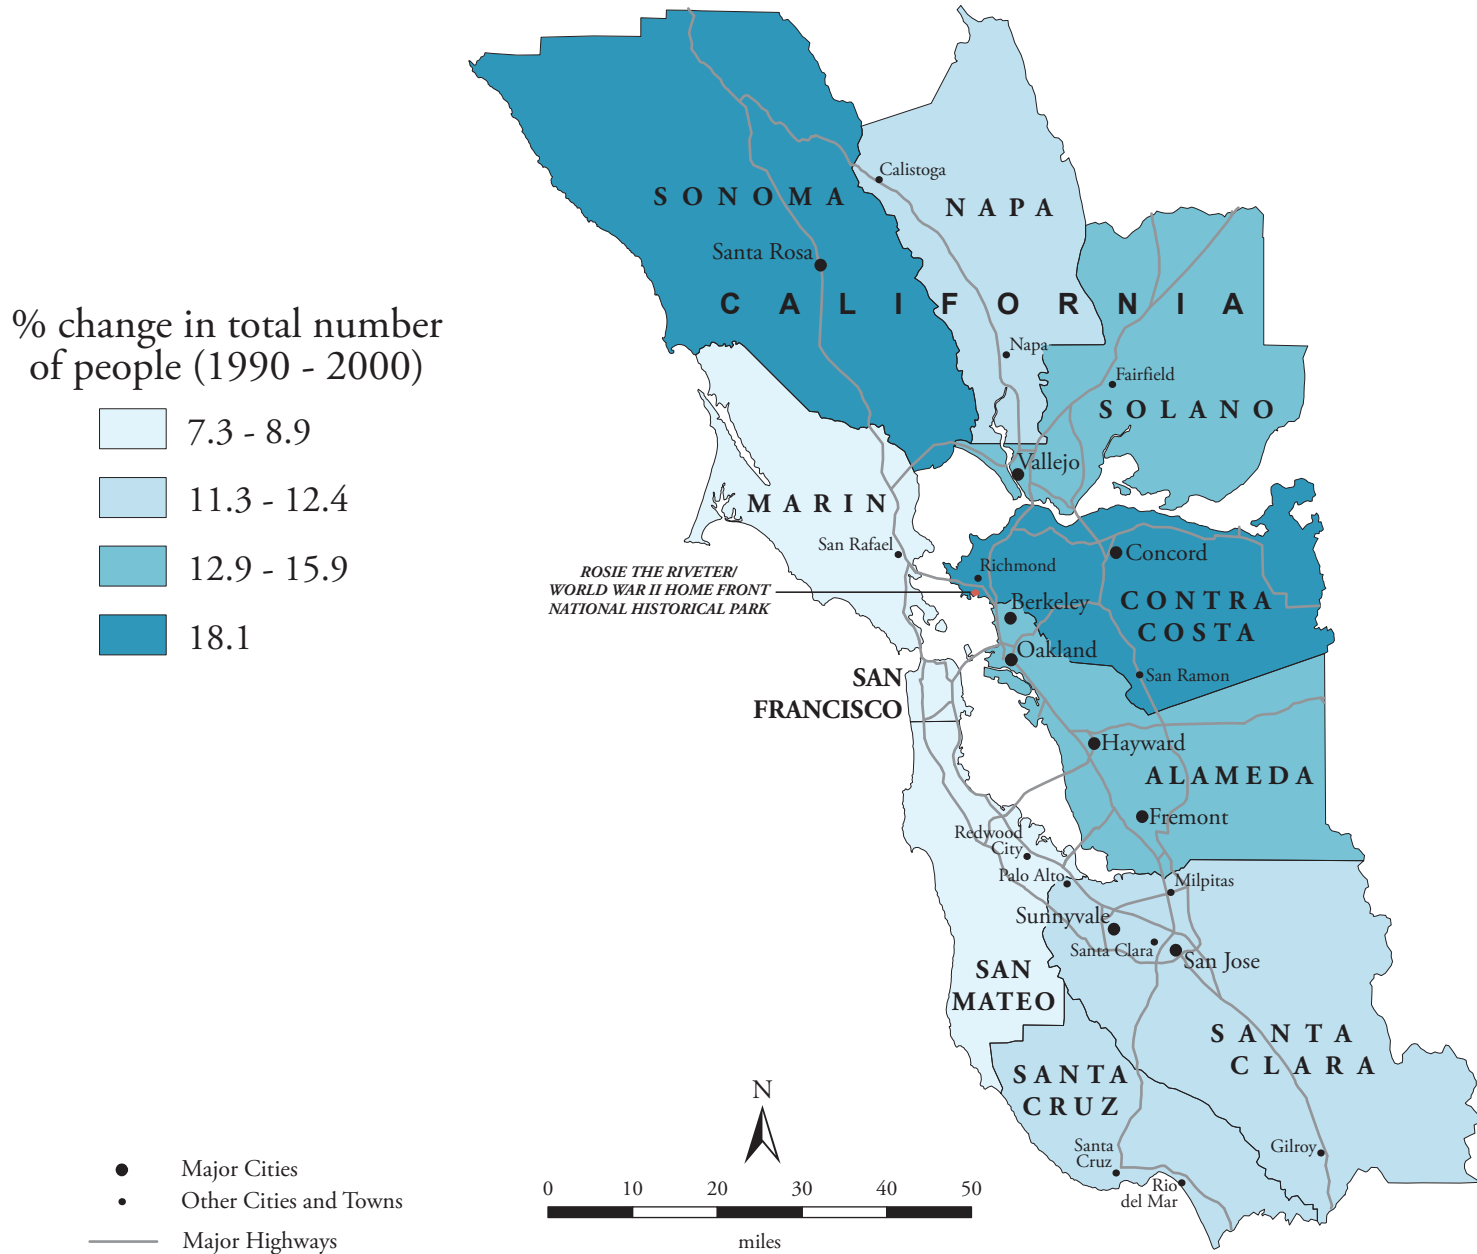 % change in total number
of people (1990 - 2000)
7.3 - 8.9
11.3 - 12.4
12.9 - 15.9
18.1
SONOMA
Santa Rosa
Calistoga
NAPA
CALIFORNIA
Napa
Fairfield
SOLANO
Vallejo
MARIN
San Rafael
ROSIE THE RIVETER/
WORLD WAR II HOME FRONT
NATIONAL HISTORICAL PARK
Richmond
Concord
Berkeley
CONTRA
COSTA
Oakland
San Ramon
SAN
FRANCISCO
Hayward
ALAMEDA
Fremont
Redwood
City
Palo Alto
Milpitas
Sunnyvale
Santa Clara
San Jose
SAN
MATEO
SANTA
CLARA
SANTA
CRUZ
Santa
Cruz
Gilroy
Rio
del Mar
N
0 10 20 30 40 50
miles
Major Cities
Other Cities and Towns
Major Highways